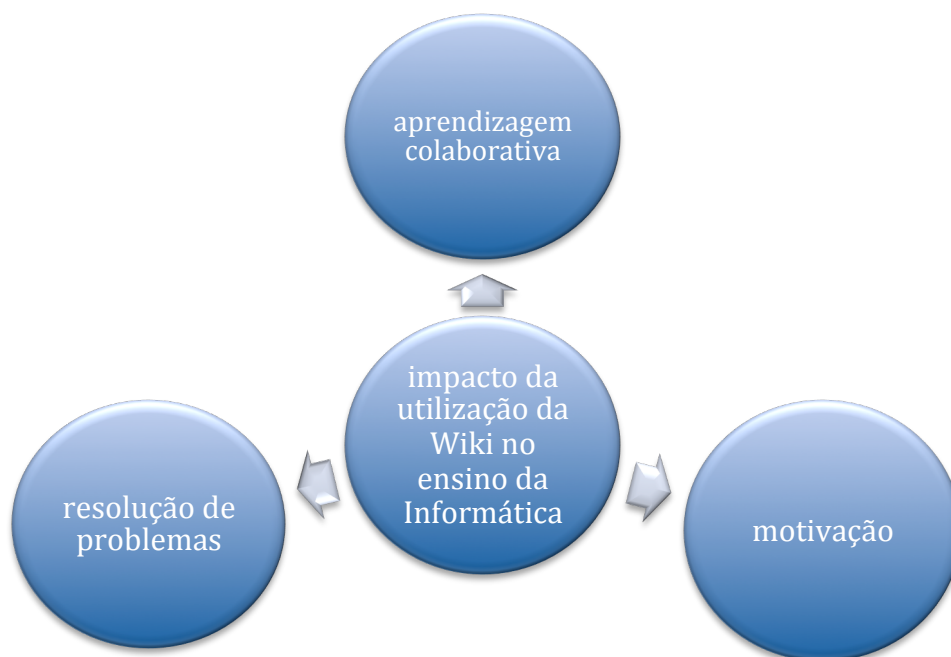 aprendizagem
colaborativa
impacto da
utilização da
Wiki no
ensino da
Informática
resolução de
problemas
motivação